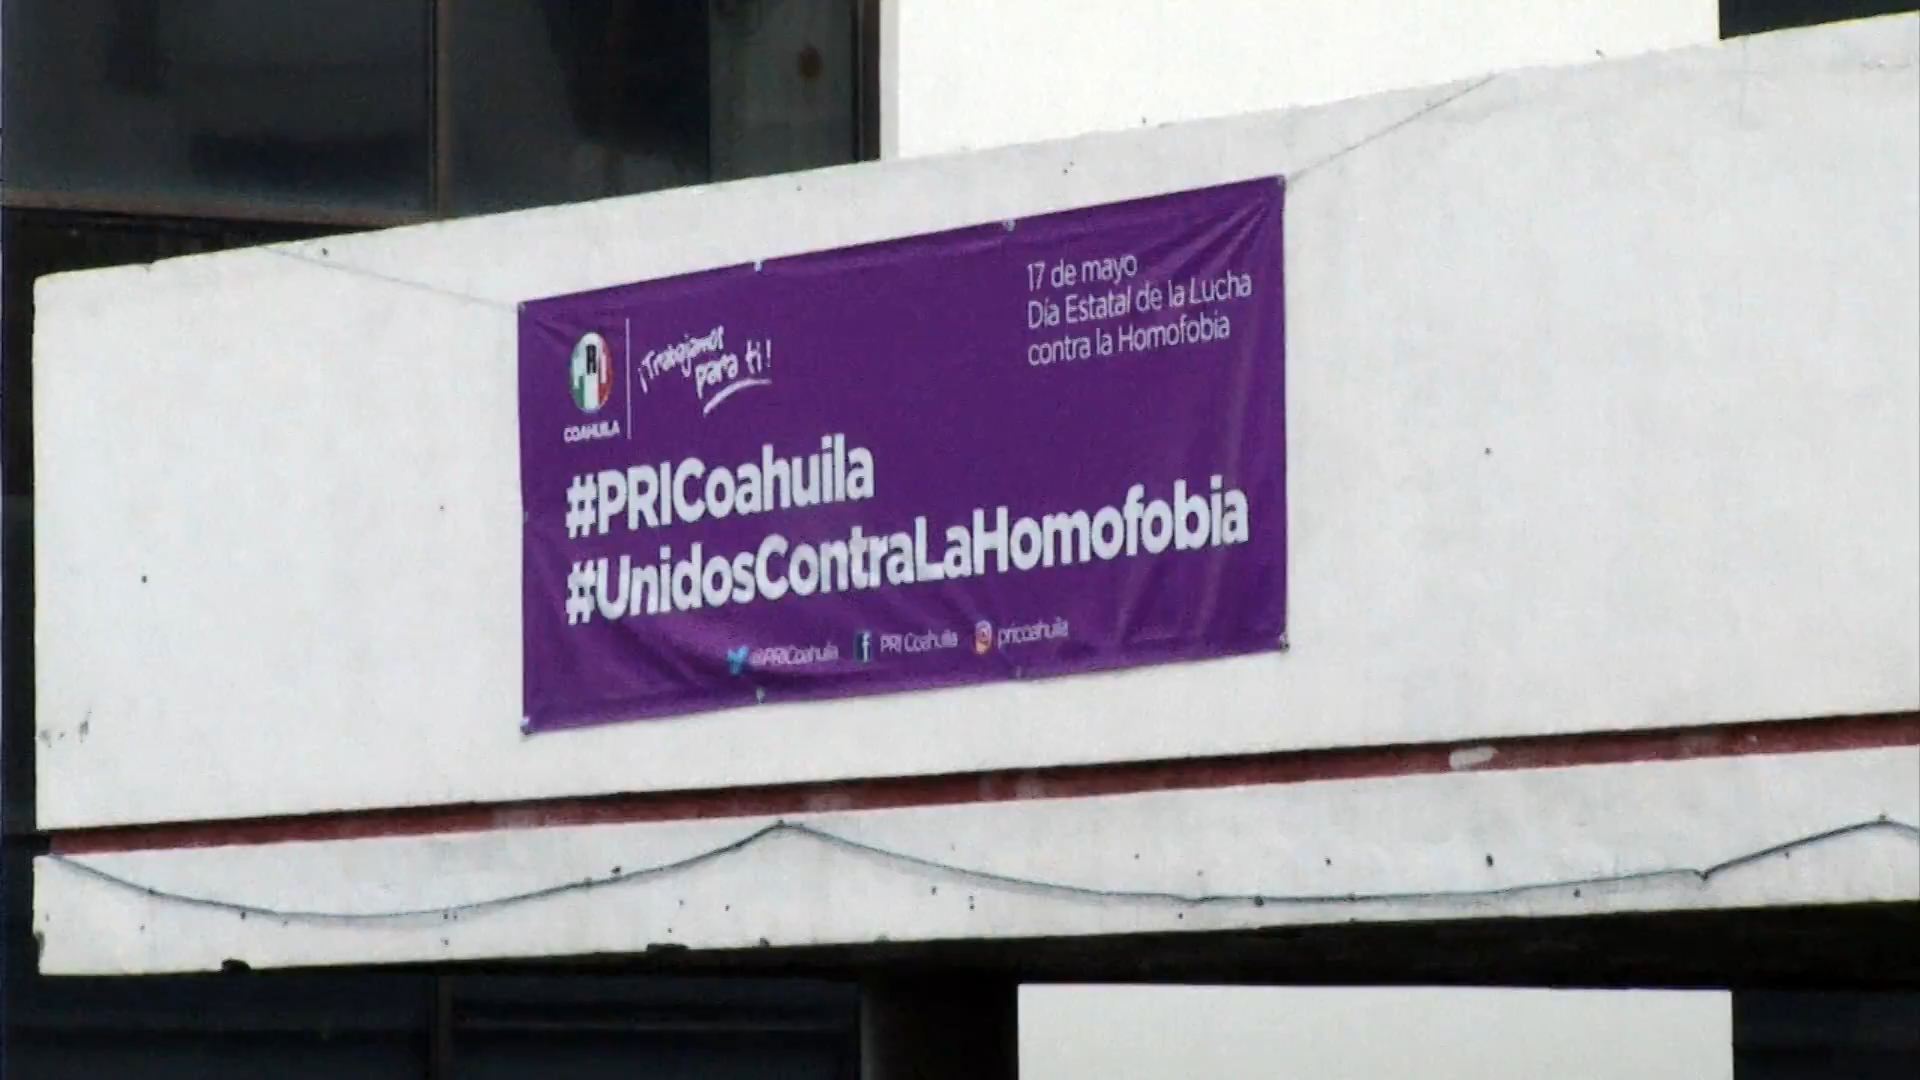 PRI
COAHUILA
¡Trabajamos
para ti!
17 de mayo
Día Estatal de la Lucha
contra la Homofobia
#PRICoahuila
#UnidosContraLaHomofobia
@PRICoahuila PRI Coahuila pricoahuila